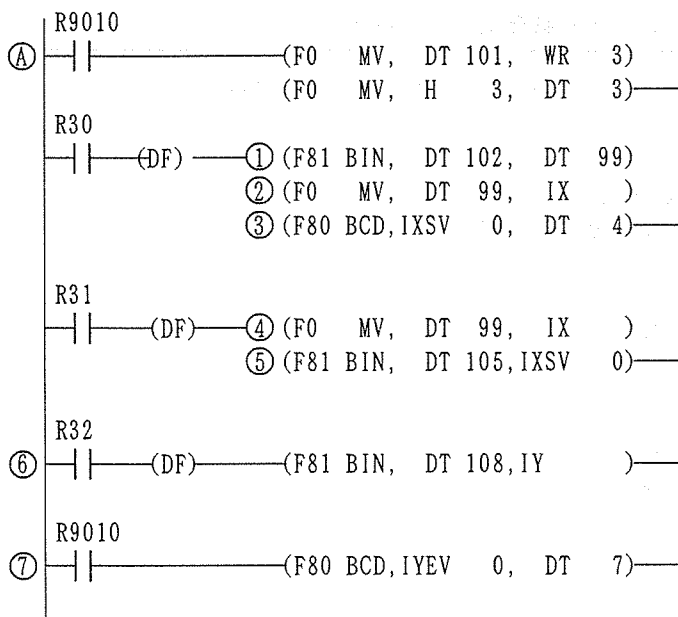 R9010
Ⓐ (F0 MV, DT 101, WR 3)
(F0 MV, H 3, DT 3)
R30
(DF) ① (F81 BIN, DT 102, DT 99)
② (F0 MV, DT 99, IX )
③ (F80 BCD, IXSV 0, DT 4)
R31
(DF) ④ (F0 MV, DT 99, IX )
⑤ (F81 BIN, DT 105, IXSV 0)
R32
⑥ (DF) (F81 BIN, DT 108, IY )
R9010
⑦ (F80 BCD, IYEV 0, DT 7)